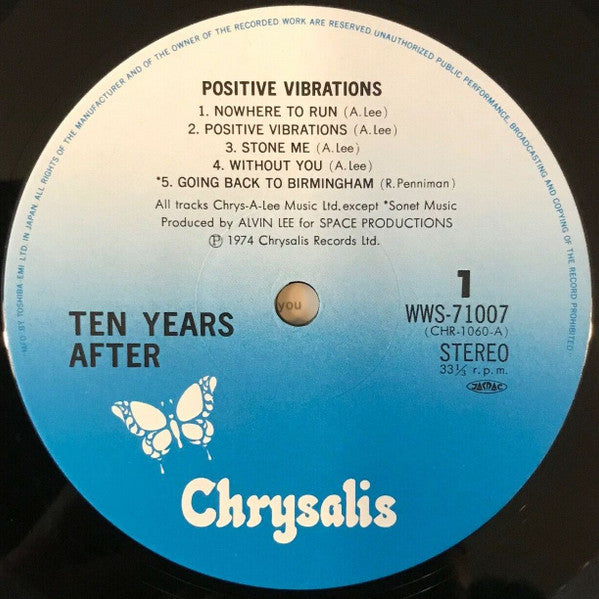 MAF'D BY TOSHIBA-EMI LTD. IN JAPAN. ALL RIGHTS OF THE MANUFACTURER AND OF THE OWNER OF THE RECORDED WORK ARE RESERVED. UNAUTHORIZED PUBLIC PERFORMANCE, BROADCASTING AND COPYING OF THE RECORD PROHIBITED
POSITIVE VIBRATIONS
1. NOWHERE TO RUN (A. Lee)
2. POSITIVE VIBRATIONS (A. Lee)
3. STONE ME (A. Lee)
4. WITHOUT YOU (A. Lee)
*5. GOING BACK TO BIRMINGHAM (R. Penniman)
All tracks Chrys-A-Lee Music Ltd. except *Sonet Music
Produced by ALVIN LEE for SPACE PRODUCTIONS
Ⓟ 1974 Chrysalis Records Ltd.
you
1
WWS-71007
(CHR-1060-A)
STEREO
33⅓ r.p.m.
JASRAC
TEN YEARS
AFTER
Chrysalis